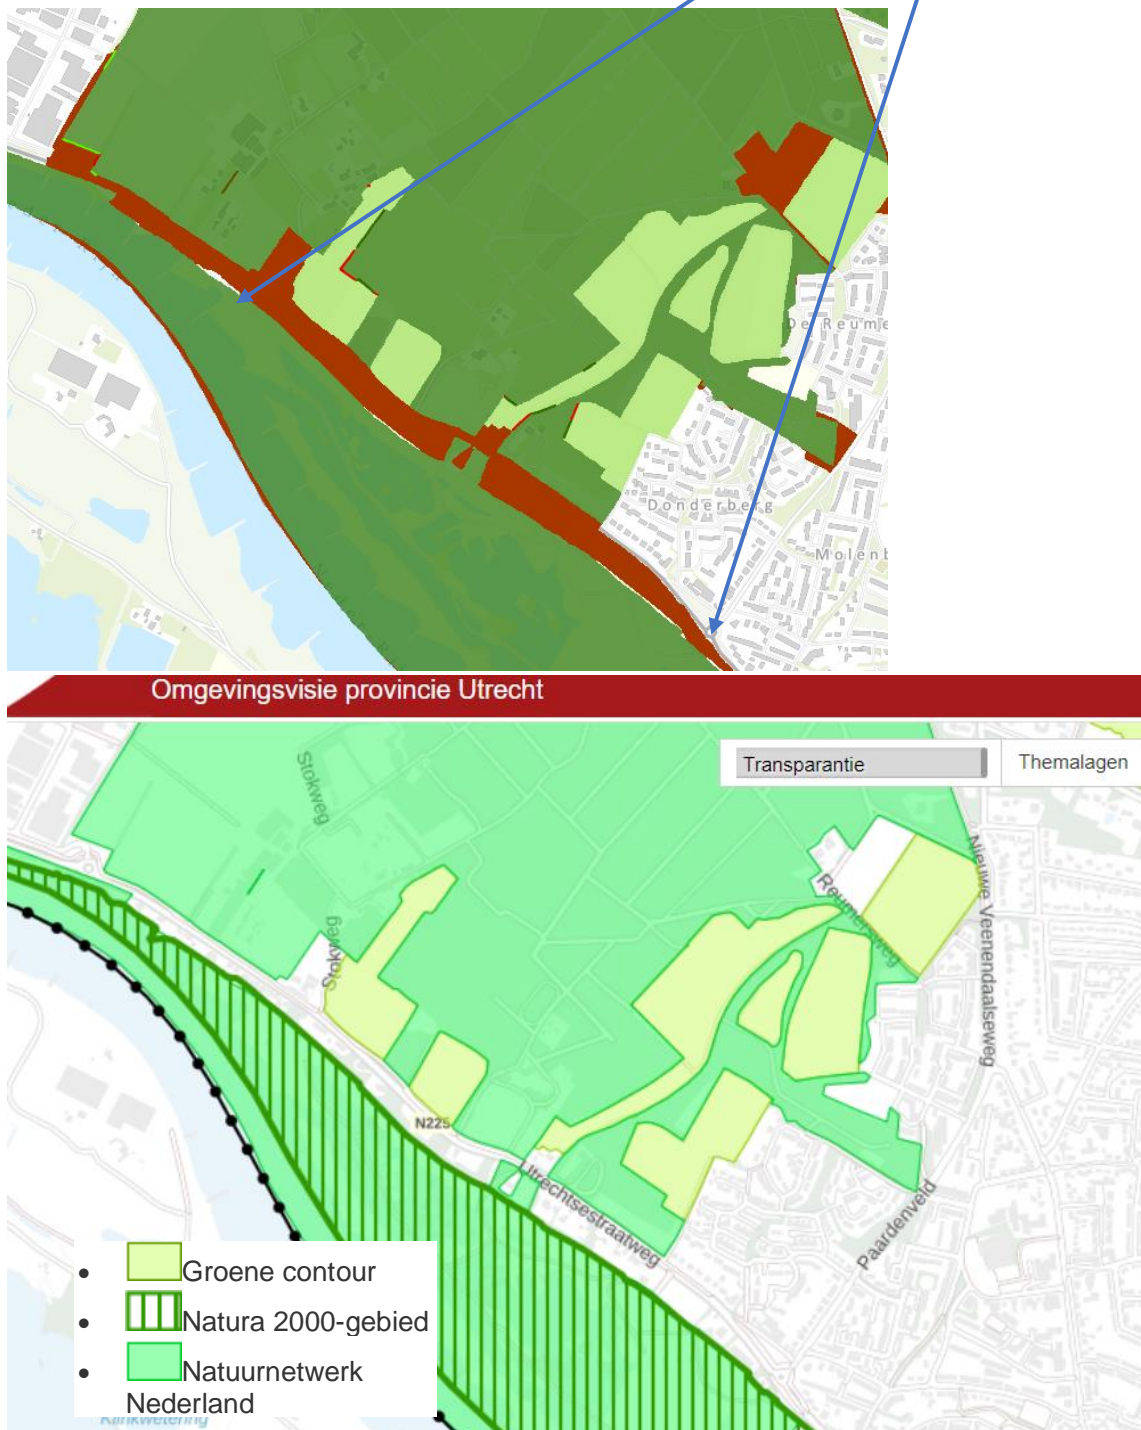 De Reume
Donderberg
Molenb
Omgevingsvisie provincie Utrecht
Transparantie
Themalagen
Stokweg
Nieuwe Veenendaalseweg
Reumersweg
Stokweg
N225
Utrechtsestraatweg
Paardenveld
Groene contour
Natura 2000-gebied
Natuurnetwerk
Nederland